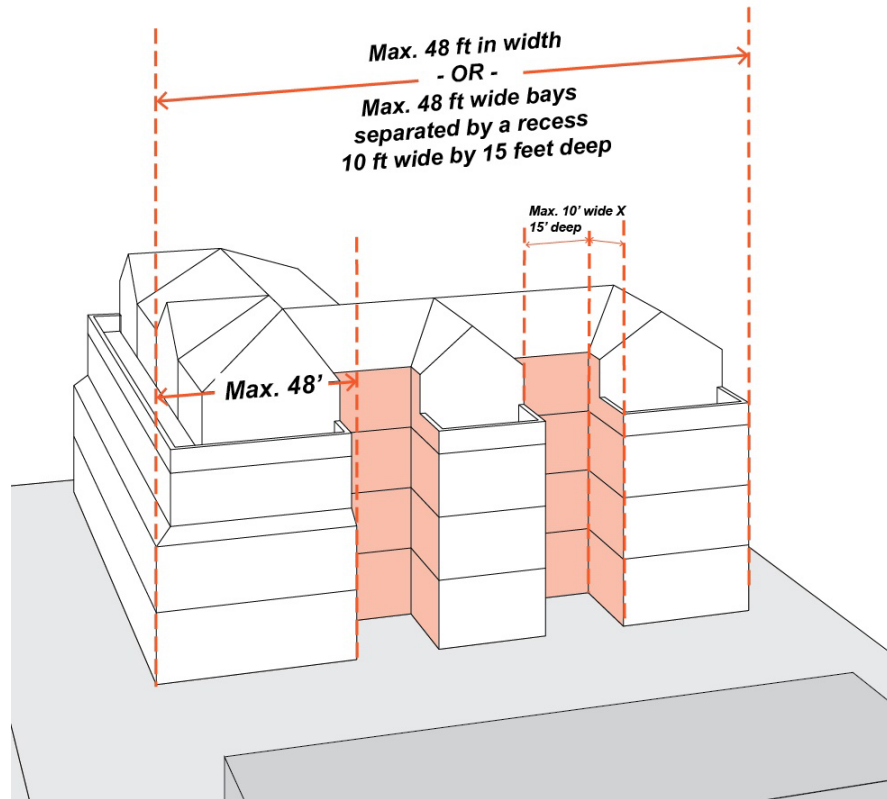 Max. 48 ft in width
- OR -
Max. 48 ft wide bays
separated by a recess
10 ft wide by 15 feet deep
Max. 10' wide X
15' deep
Max. 48'